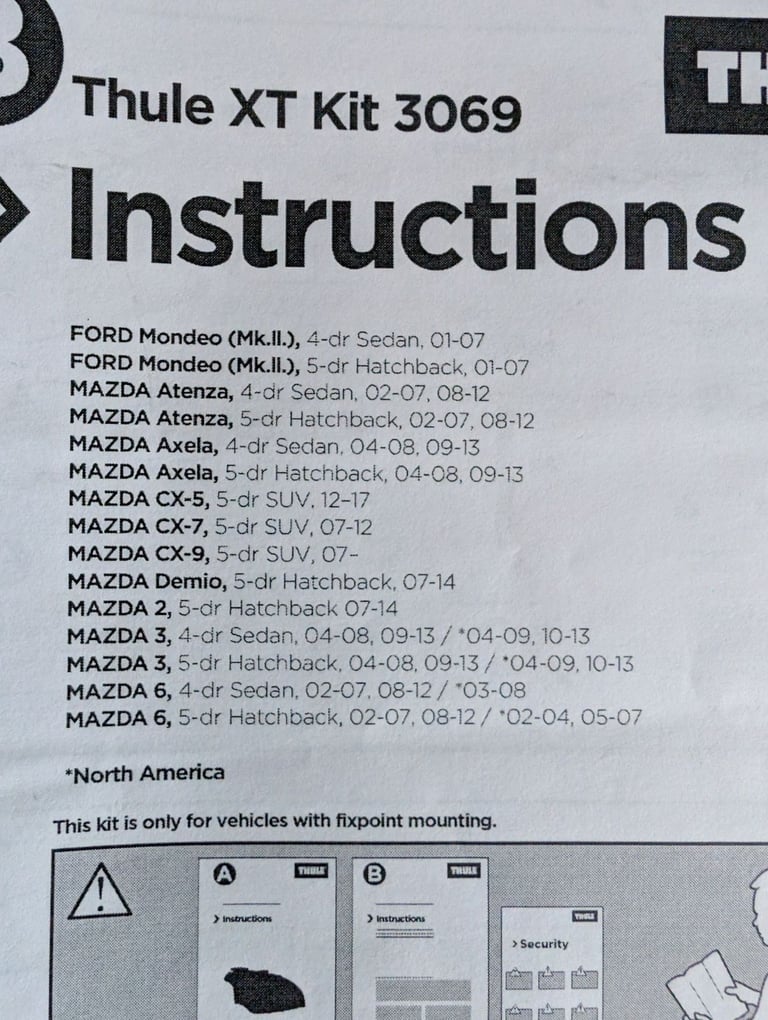 Thule XT Kit 3069
Instructions
FORD Mondeo (Mk.II.), 4-dr Sedan, 01-07
FORD Mondeo (Mk.II.), 5-dr Hatchback, 01-07
MAZDA Atenza, 4-dr Sedan, 02-07, 08-12
MAZDA Atenza, 5-dr Hatchback, 02-07, 08-12
MAZDA Axela, 4-dr Sedan, 04-08, 09-13
MAZDA Axela, 5-dr Hatchback, 04-08, 09-13
MAZDA CX-5, 5-dr SUV, 12–17
MAZDA CX-7, 5-dr SUV, 07-12
MAZDA CX-9, 5-dr SUV, 07–
MAZDA Demio, 5-dr Hatchback, 07-14
MAZDA 2, 5-dr Hatchback 07-14
MAZDA 3, 4-dr Sedan, 04-08, 09-13 / *04-09, 10-13
MAZDA 3, 5-dr Hatchback, 04-08, 09-13 / *04-09, 10-13
MAZDA 6, 4-dr Sedan, 02-07, 08-12 / *03-08
MAZDA 6, 5-dr Hatchback, 02-07, 08-12 / *02-04, 05-07
*North America
This kit is only for vehicles with fixpoint mounting.
A THULE
> Instructions
B THULE
> Instructions
THULE
> Security